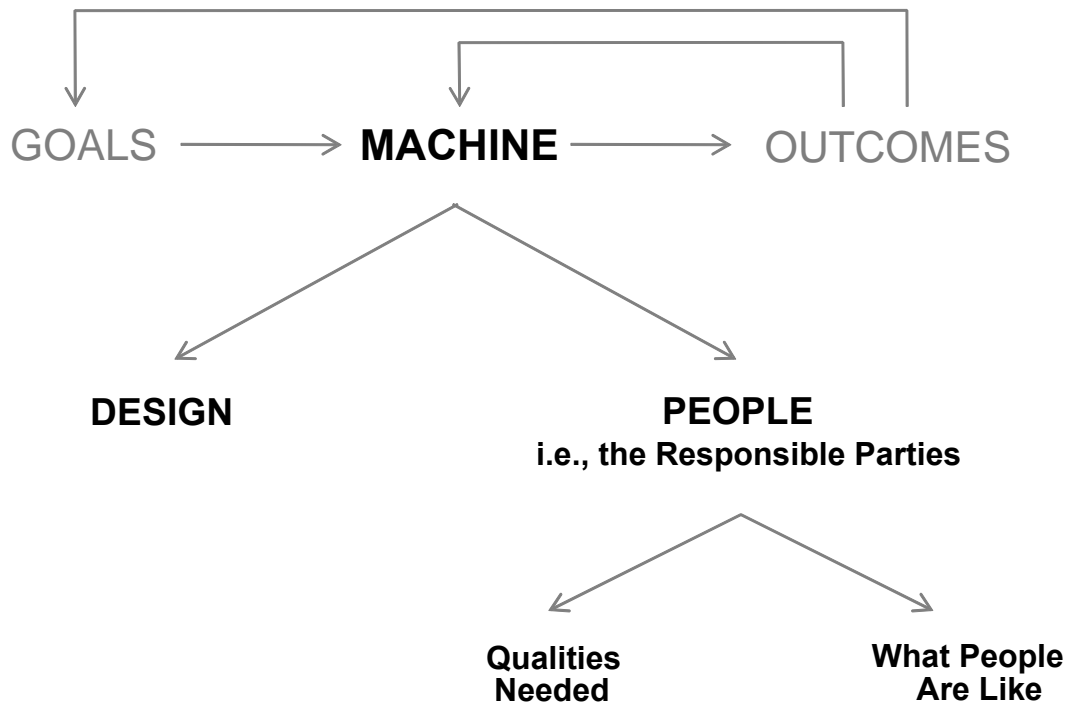 GOALS MACHINE OUTCOMES
DESIGN
PEOPLE
i.e., the Responsible Parties
Qualities
Needed
What People
Are Like